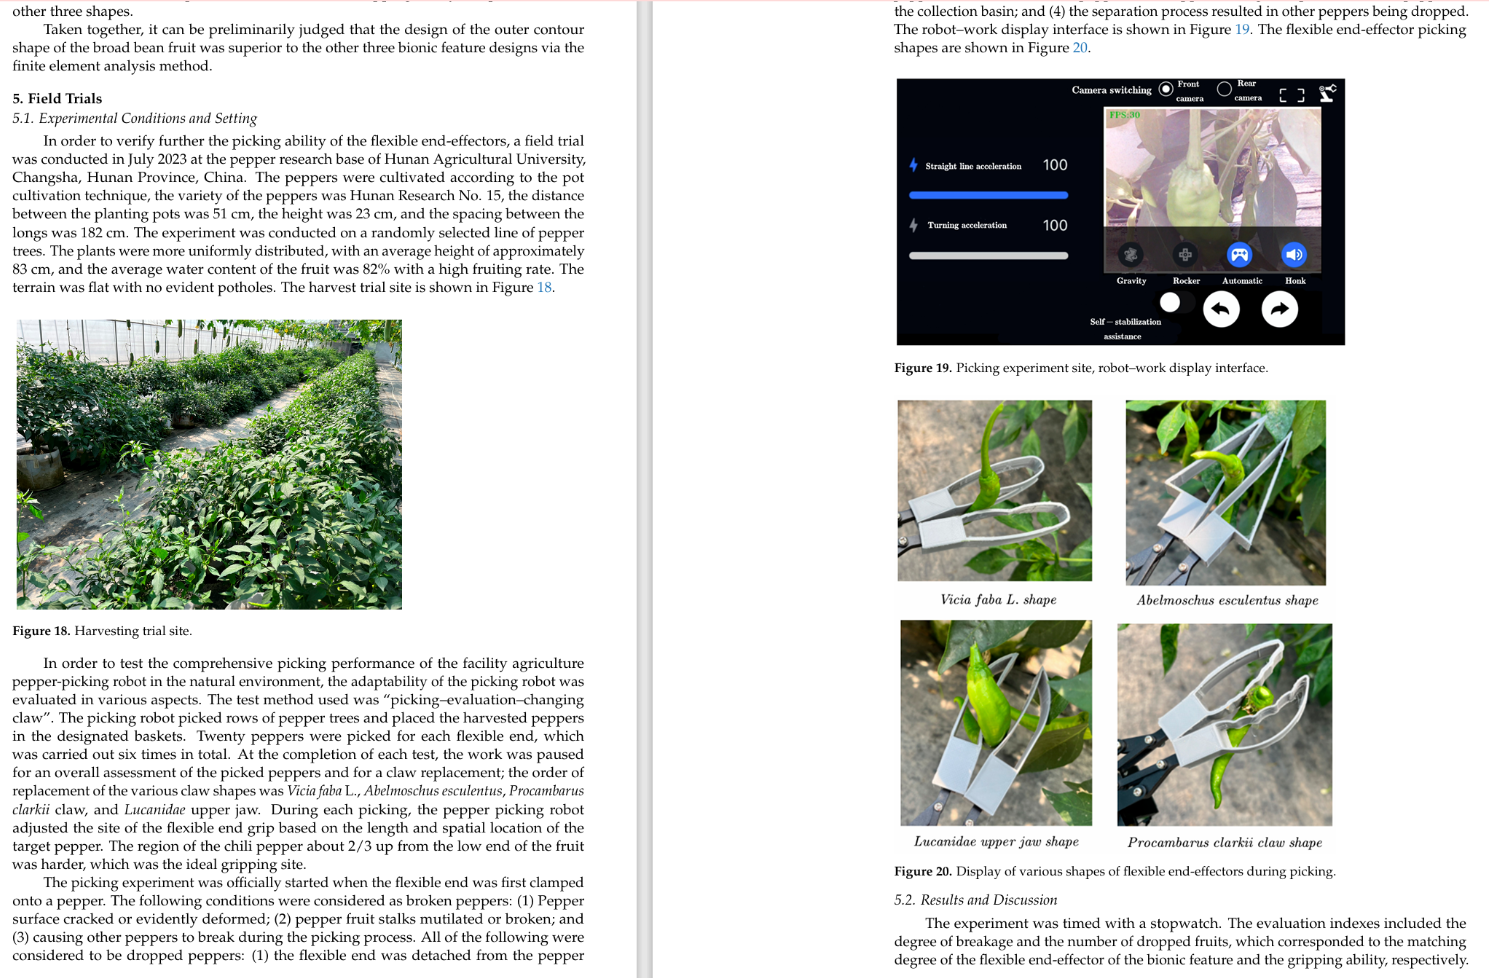 other three shapes.
Taken together, it can be preliminarily judged that the design of the outer contour
shape of the broad bean fruit was superior to the other three bionic feature designs via the
finite element analysis method.
5. Field Trials
5.1. Experimental Conditions and Setting
In order to verify further the picking ability of the flexible end-effectors, a field trial
was conducted in July 2023 at the pepper research base of Hunan Agricultural University,
Changsha, Hunan Province, China. The peppers were cultivated according to the pot
cultivation technique, the variety of the peppers was Hunan Research No. 15, the distance
between the planting pots was 51 cm, the height was 23 cm, and the spacing between the
longs was 182 cm. The experiment was conducted on a randomly selected line of pepper
trees. The plants were more uniformly distributed, with an average height of approximately
83 cm, and the average water content of the fruit was 82% with a high fruiting rate. The
terrain was flat with no evident potholes. The harvest trial site is shown in Figure 18.
Figure 18. Harvesting trial site.
In order to test the comprehensive picking performance of the facility agriculture
pepper-picking robot in the natural environment, the adaptability of the picking robot was
evaluated in various aspects. The test method used was “picking–evaluation–changing
claw”. The picking robot picked rows of pepper trees and placed the harvested peppers
in the designated baskets. Twenty peppers were picked for each flexible end, which
was carried out six times in total. At the completion of each test, the work was paused
for an overall assessment of the picked peppers and for a claw replacement; the order of
replacement of the various claw shapes was Vicia faba L., Abelmoschus esculentus, Procambarus
clarkii claw, and Lucanidae upper jaw. During each picking, the pepper picking robot
adjusted the site of the flexible end grip based on the length and spatial location of the
target pepper. The region of the chili pepper about 2/3 up from the low end of the fruit
was harder, which was the ideal gripping site.
The picking experiment was officially started when the flexible end was first clamped
onto a pepper. The following conditions were considered as broken peppers: (1) Pepper
surface cracked or evidently deformed; (2) pepper fruit stalks mutilated or broken; and
(3) causing other peppers to break during the picking process. All of the following were
considered to be dropped peppers: (1) the flexible end was detached from the pepper
the collection basin; and (4) the separation process resulted in other peppers being dropped.
The robot–work display interface is shown in Figure 19. The flexible end-effector picking
shapes are shown in Figure 20.
Camera switching
Front
camera
Rear
camera
FPS:30
Straight line acceleration 100
Turning acceleration 100
Gravity Rocker Automatic Honk
Self – stabilization
assistance
Figure 19. Picking experiment site, robot–work display interface.
Vicia faba L. shape
Abelmoschus esculentus shape
Lucanidae upper jaw shape
Procambarus clarkii claw shape
Figure 20. Display of various shapes of flexible end-effectors during picking.
5.2. Results and Discussion
The experiment was timed with a stopwatch. The evaluation indexes included the
degree of breakage and the number of dropped fruits, which corresponded to the matching
degree of the flexible end-effector of the bionic feature and the gripping ability, respectively.